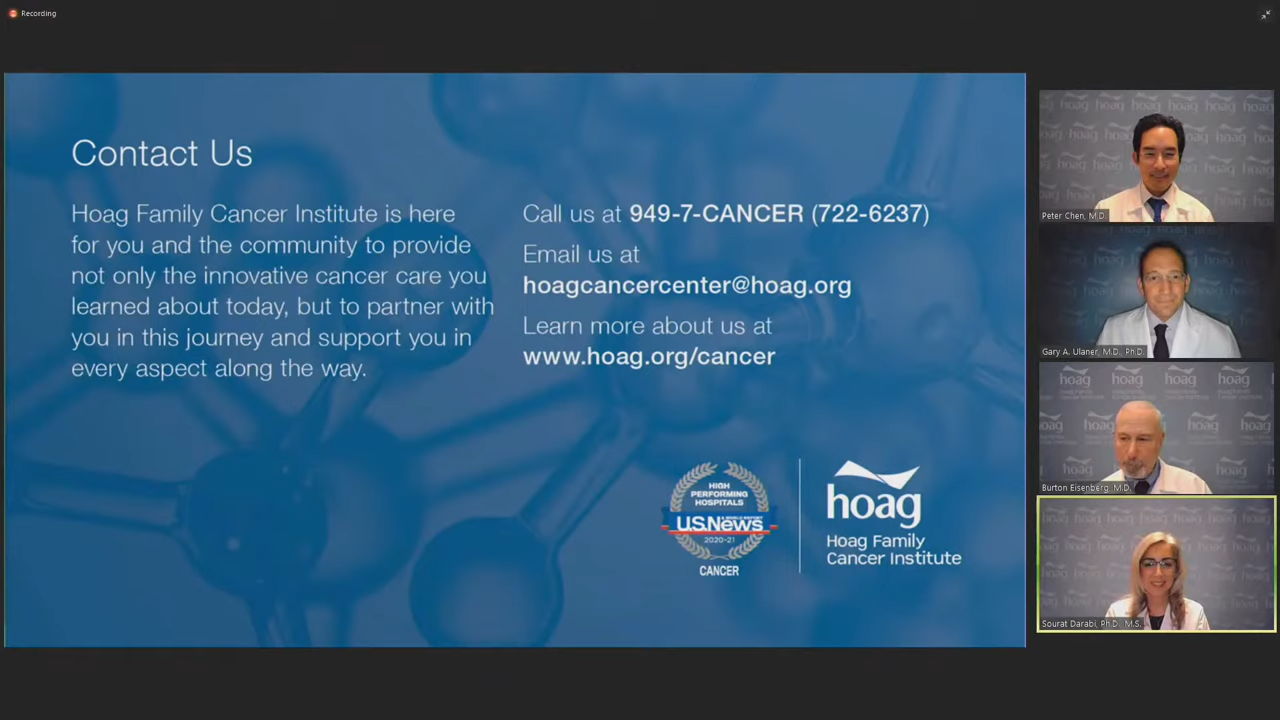 Recording
Contact Us
Hoag Family Cancer Institute is here
for you and the community to provide
not only the innovative cancer care you
learned about today, but to partner with
you in this journey and support you in
every aspect along the way.
Call us at 949-7-CANCER (722-6237)
Email us at
hoagcancercenter@hoag.org
Learn more about us at
www.hoag.org/cancer
HIGH
PERFORMING
HOSPITALS
U.S.News
& WORLD REPORT
2020-21
CANCER
hoag
Hoag Family
Cancer Institute
Peter Chen, M.D.
Gary A. Ulaner, M.D., Ph.D.
Burton Eisenberg, M.D.
Sourat Darabi, Ph.D. M.S.